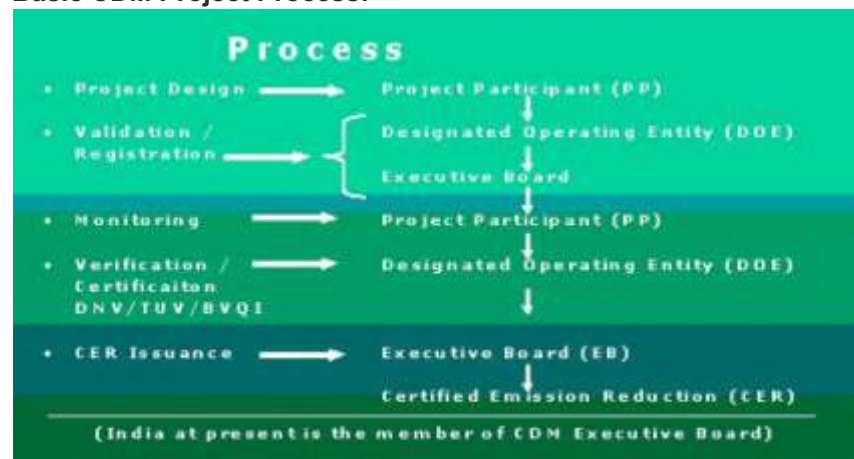 Basic CDM Project Process:
Process
• Project Design
Project Participant (PP)
• Validation /
Registration
Designated Operating Entity (DOE)
Executive Board
• Monitoring
Project Participant (PP)
• Verification /
Certificaiton
DNV/TUV/BVQI
Designated Operating Entity (DOE)
• CER Issuance
Executive Board (EB)
Certified Emission Reduction (CER)
(India at present is the member of CDM Executive Board)